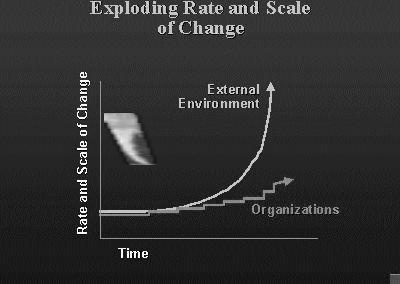 Exploding Rate and Scale
of Change
External
Environment
Rate and Scale of Change
Organizations
Time